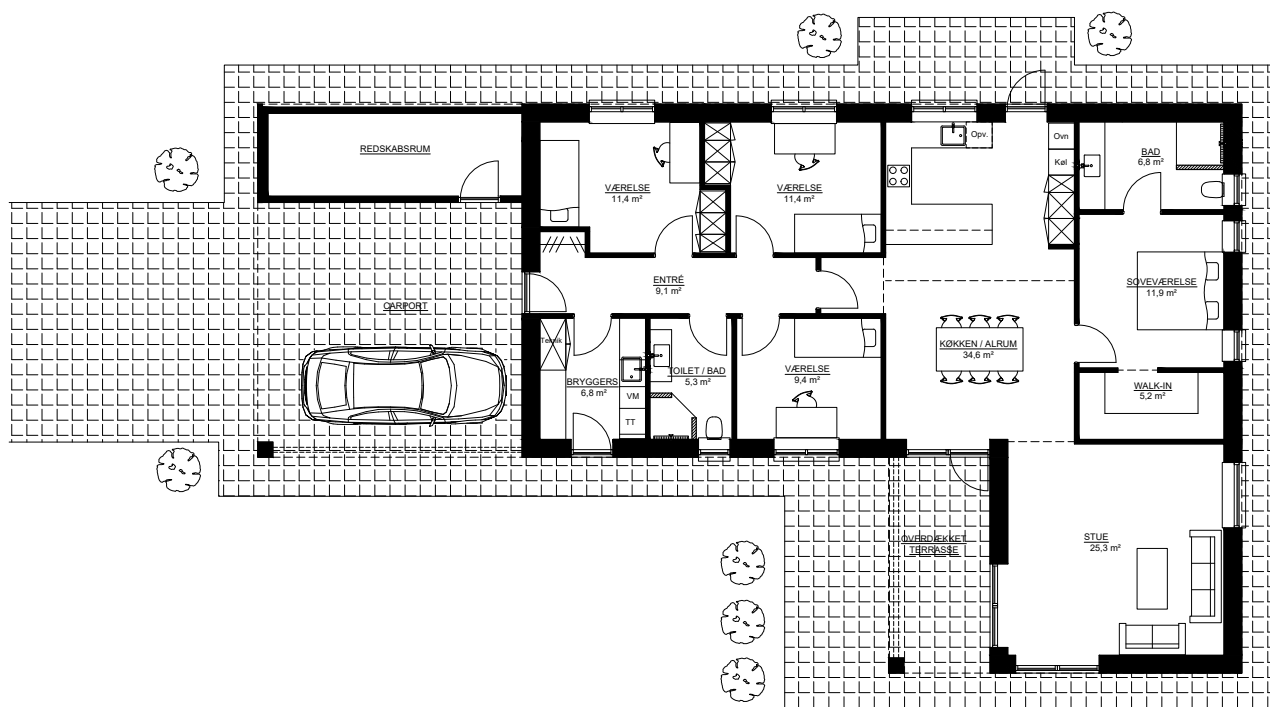 REDSKABSRUM
VÆRELSE
11,4 m²
VÆRELSE
11,4 m²
Opv.
Ovn
Køl
BAD
6,8 m²
ENTRÉ
9,1 m²
SOVEVÆRELSE
11,9 m²
CARPORT
Teknik
BRYGGERS
6,8 m²
VM
TT
TOILET / BAD
5,3 m²
VÆRELSE
9,4 m²
KØKKEN / ALRUM
34,6 m²
WALK-IN
5,2 m²
OVERDÆKKET
TERRASSE
STUE
25,3 m²